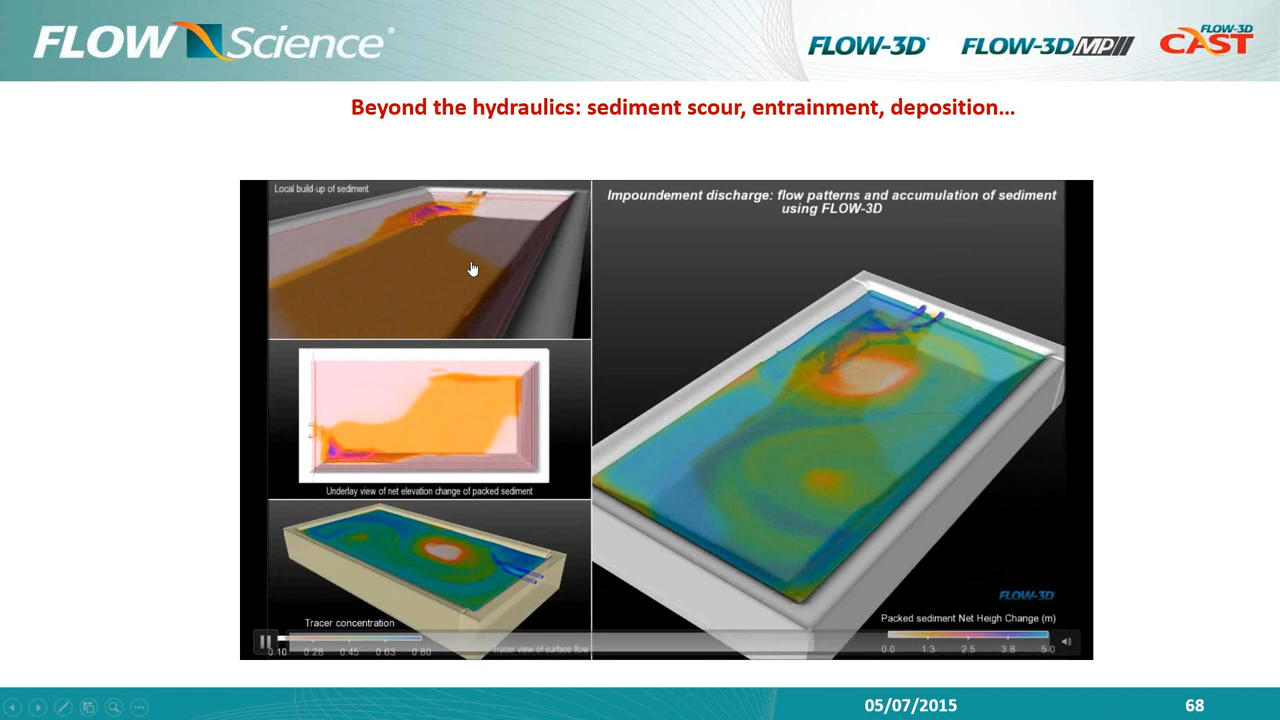 FLOW Science®
FLOW-3D
FLOW-3D MP
FLOW-3D CAST
Beyond the hydraulics: sediment scour, entrainment, deposition…
Local build-up of sediment
Impoundement discharge: flow patterns and accumulation of sediment
using FLOW-3D
Underlay view of net elevation change of packed sediment
FLOW-3D
Tracer concentration
0.10 0.28 0.45 0.63 0.80
Tracer view of surface flow
Packed sediment Net Heigh Change (m)
0.0 1.3 2.5 3.8 5.0
05/07/2015
68